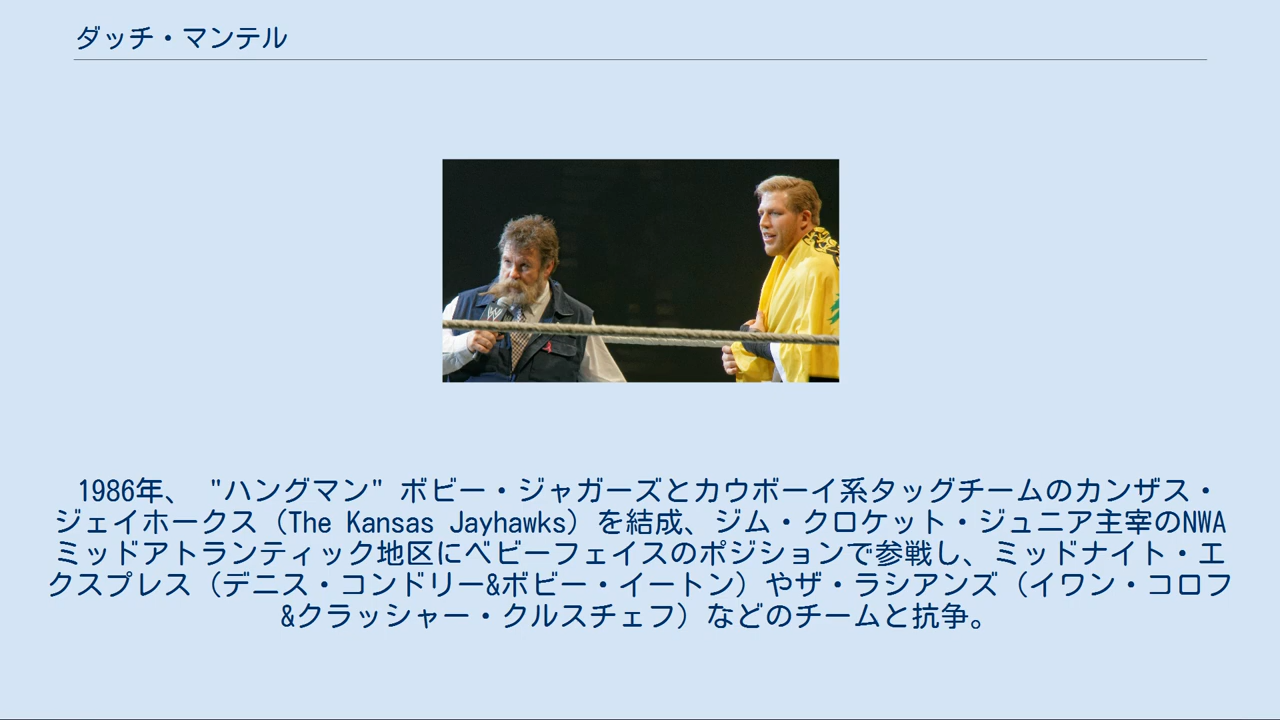 ダッチ・マンテル
1986年、 "ハングマン" ボビー・ジャガーズとカウボーイ系タッグチームのカンザス・
ジェイホークス（The Kansas Jayhawks）を結成、ジム・クロケット・ジュニア主宰のNWA
ミッドアトランティック地区にベビーフェイスのポジションで参戦し、ミッドナイト・エ
クスプレス（デニス・コンドリー&ボビー・イートン）やザ・ラシアンズ（イワン・コロフ
&クラッシャー・クルスチェフ）などのチームと抗争。